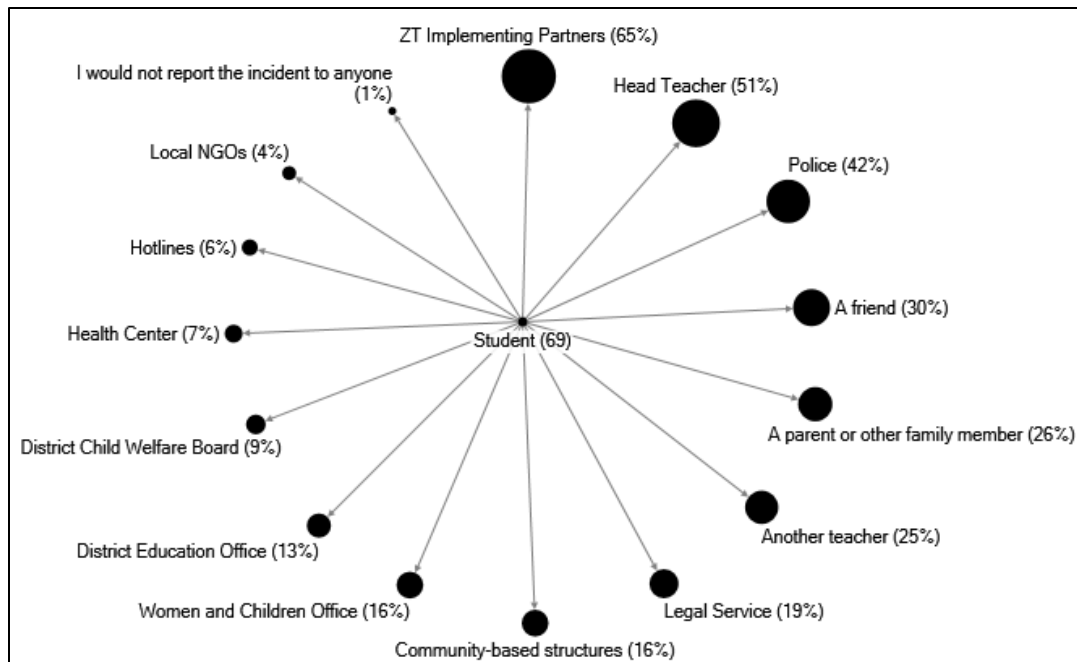 ZT Implementing Partners (65%)
I would not report the incident to anyone
(1%)
Head Teacher (51%)
Local NGOs (4%)
Police (42%)
Hotlines (6%)
A friend (30%)
Health Center (7%)
Student (69)
District Child Welfare Board (9%)
A parent or other family member (26%)
District Education Office (13%)
Another teacher (25%)
Women and Children Office (16%)
Legal Service (19%)
Community-based structures (16%)